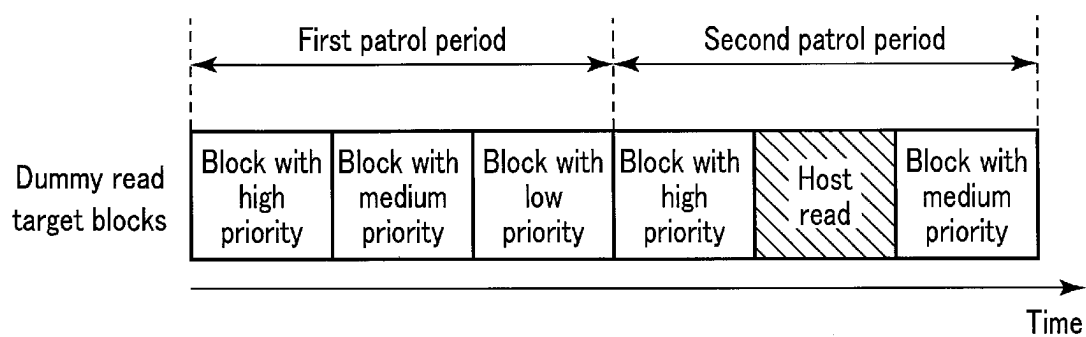 First patrol period
Second patrol period
Dummy read
target blocks
Block with
high
priority
Block with
medium
priority
Block with
low
priority
Block with
high
priority
Host
read
Block with
medium
priority
Time